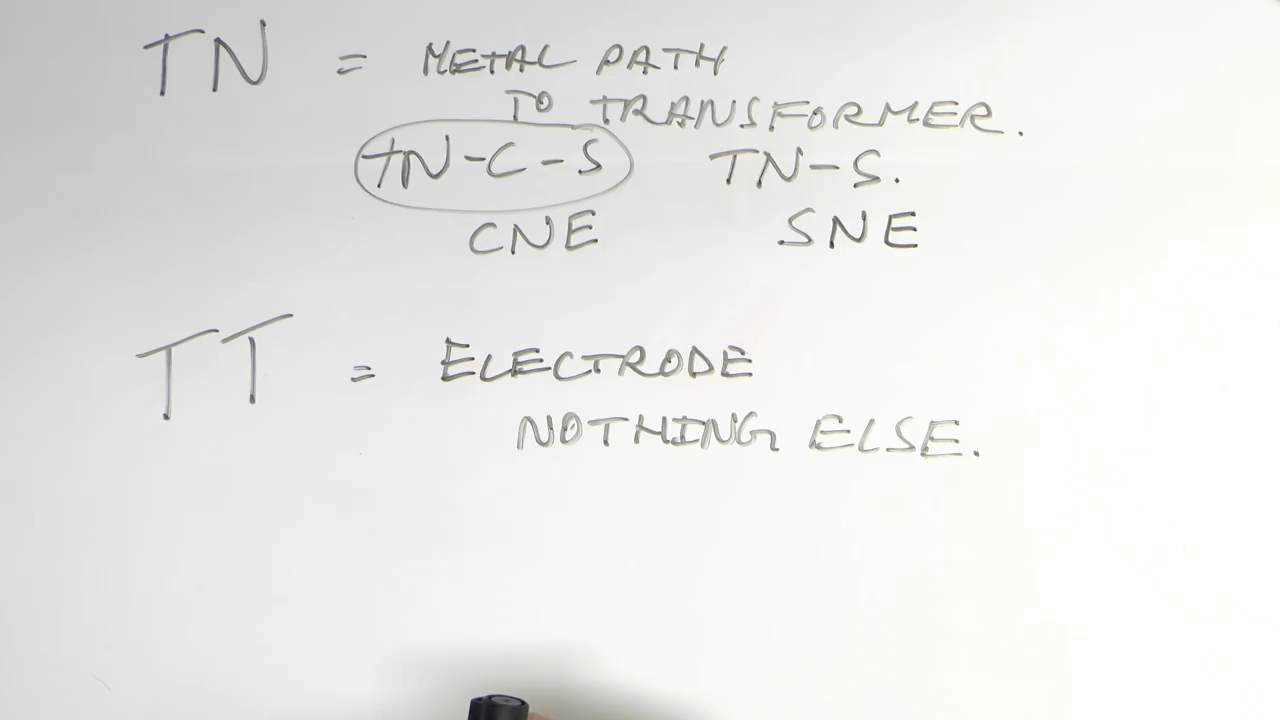 TN = METAL PATH
TO TRANSFORMER.
TN-C-S TN-S.
CNE SNE
TT = ELECTRODE
NOTHING ELSE.